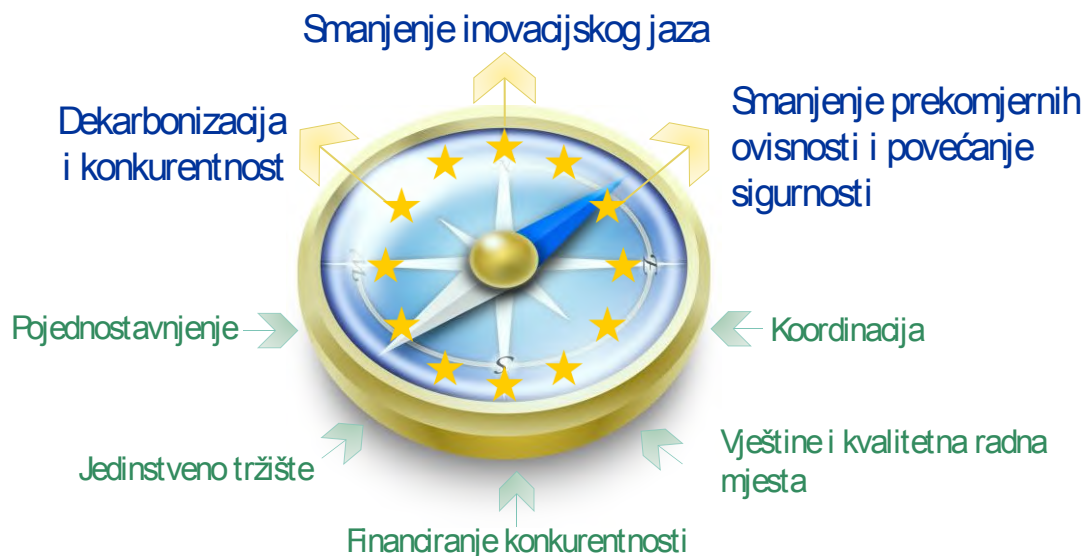 Smanjenje inovacijskog jaza
Dekarbonizacija
i konkurentnost
Smanjenje prekomjernih
ovisnosti i povećanje
sigurnosti
Pojednostavnjenje
Koordinacija
Jedinstveno tržište
Vještine i kvalitetna radna
mjesta
Financiranje konkurentnosti
S